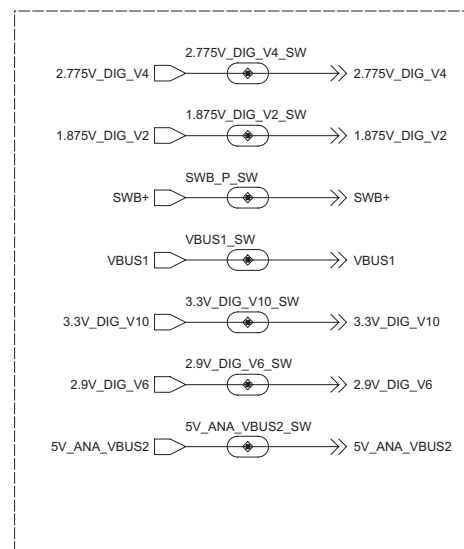 2.775V_DIG_V4_SW
2.775V_DIG_V4 2.775V_DIG_V4
1.875V_DIG_V2_SW
1.875V_DIG_V2 1.875V_DIG_V2
SWB_P_SW
SWB+ SWB+
VBUS1_SW
VBUS1 VBUS1
3.3V_DIG_V10_SW
3.3V_DIG_V10 3.3V_DIG_V10
2.9V_DIG_V6_SW
2.9V_DIG_V6 2.9V_DIG_V6
5V_ANA_VBUS2_SW
5V_ANA_VBUS2 5V_ANA_VBUS2